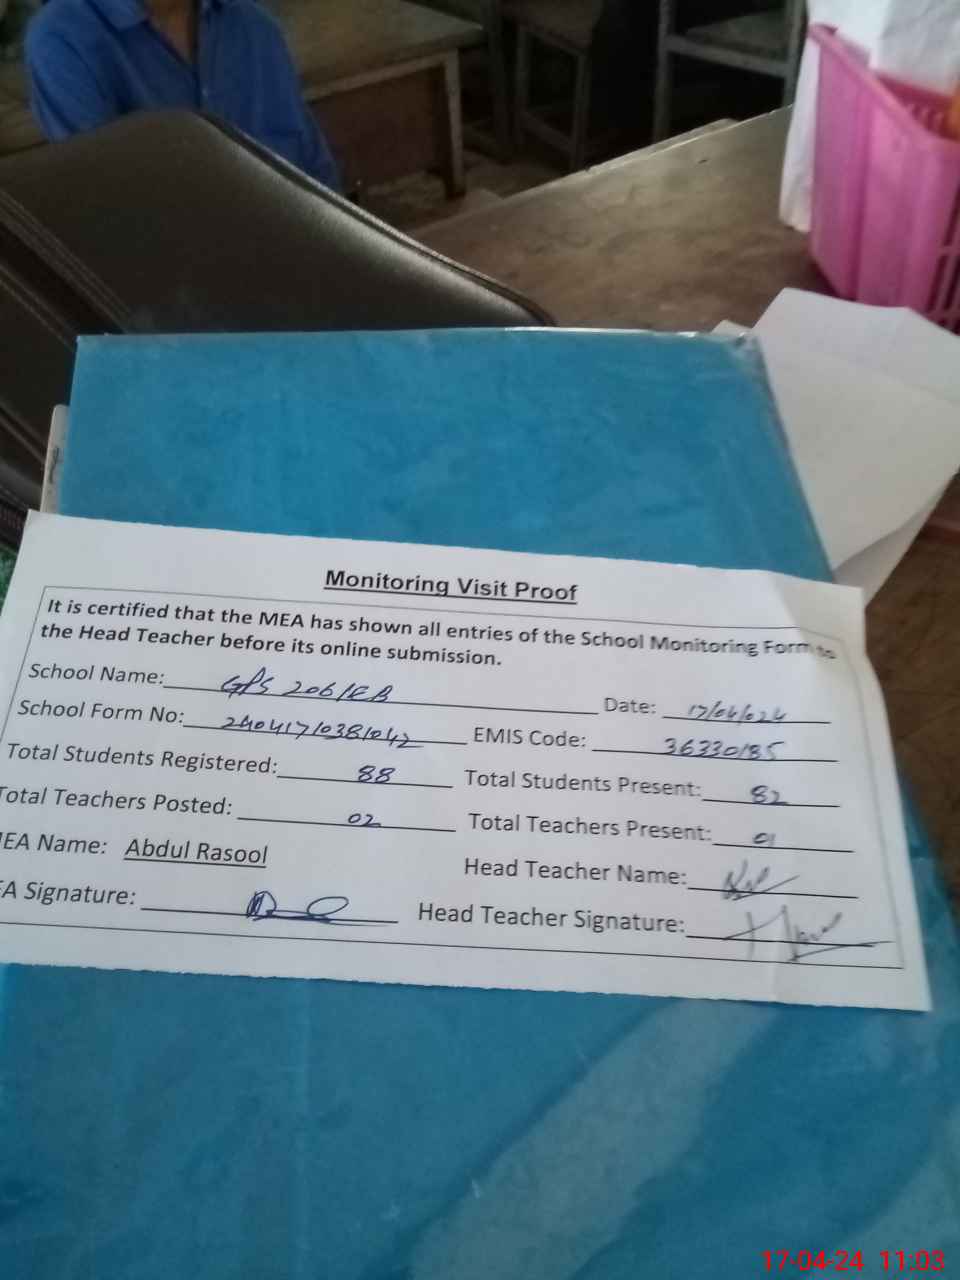 Monitoring Visit Proof
It is certified that the MEA has shown all entries of the School Monitoring Form to
the Head Teacher before its online submission.
School Name: GPS 206/EB Date: 17/04/024
School Form No: 240417/0381042 EMIS Code: 36330185
Total Students Registered: 88 Total Students Present: 82
Total Teachers Posted: 02 Total Teachers Present: 01
EA Name: Abdul Rasool Head Teacher Name:
A Signature: Head Teacher Signature:
17-04-24 11:03